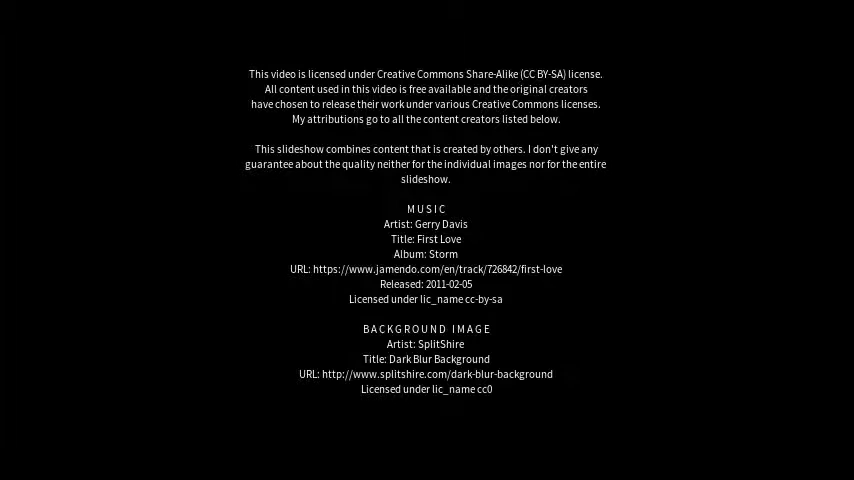 This video is licensed under Creative Commons Share-Alike (CC BY-SA) license.
All content used in this video is free available and the original creators
have chosen to release their work under various Creative Commons licenses.
My attributions go to all the content creators listed below.
This slideshow combines content that is created by others. I don't give any
guarantee about the quality neither for the individual images nor for the entire
slideshow.
MUSIC
Artist: Gerry Davis
Title: First Love
Album: Storm
URL: https://www.jamendo.com/en/track/726842/first-love
Released: 2011-02-05
Licensed under lic_name cc-by-sa
BACKGROUND IMAGE
Artist: SplitShire
Title: Dark Blur Background
URL: http://www.splitshire.com/dark-blur-background
Licensed under lic_name cc0